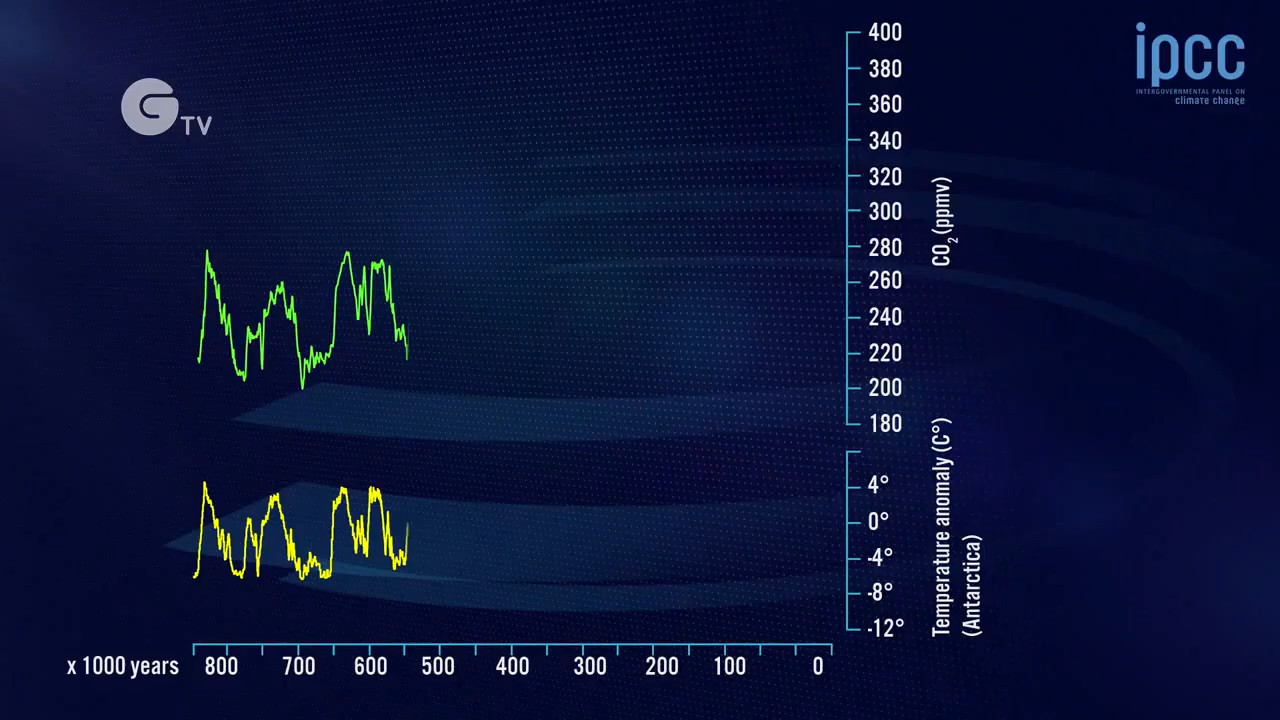 G TV
ipcc
INTERGOVERNMENTAL PANEL ON
climate change
400
380
360
340
320
300
280
260
240
220
200
180
CO₂ (ppmv)
4°
0°
-4°
-8°
-12°
Temperature anomaly (C°)
(Antarctica)
x 1000 years 800 700 600 500 400 300 200 100 0